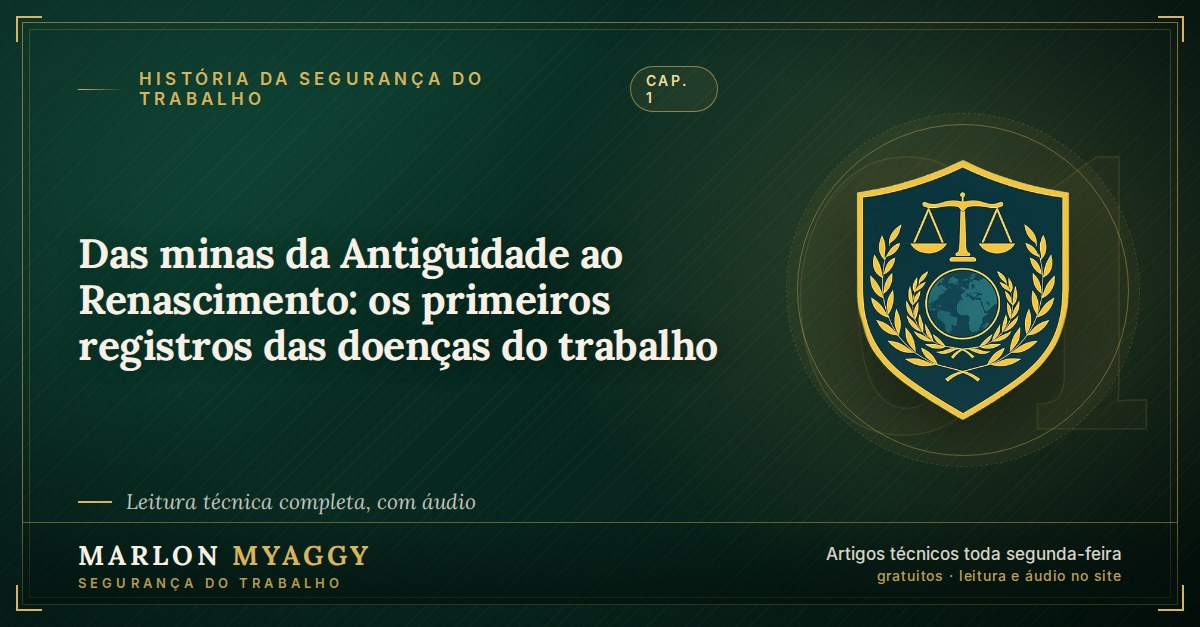 HISTÓRIA DA SEGURANÇA DO
TRABALHO
CAP.
1
01
Das minas da Antiguidade ao
Renascimento: os primeiros
registros das doenças do trabalho
Leitura técnica completa, com áudio
MARLON MYAGGY
SEGURANÇA DO TRABALHO
Artigos técnicos toda segunda-feira
gratuitos · leitura e áudio no site